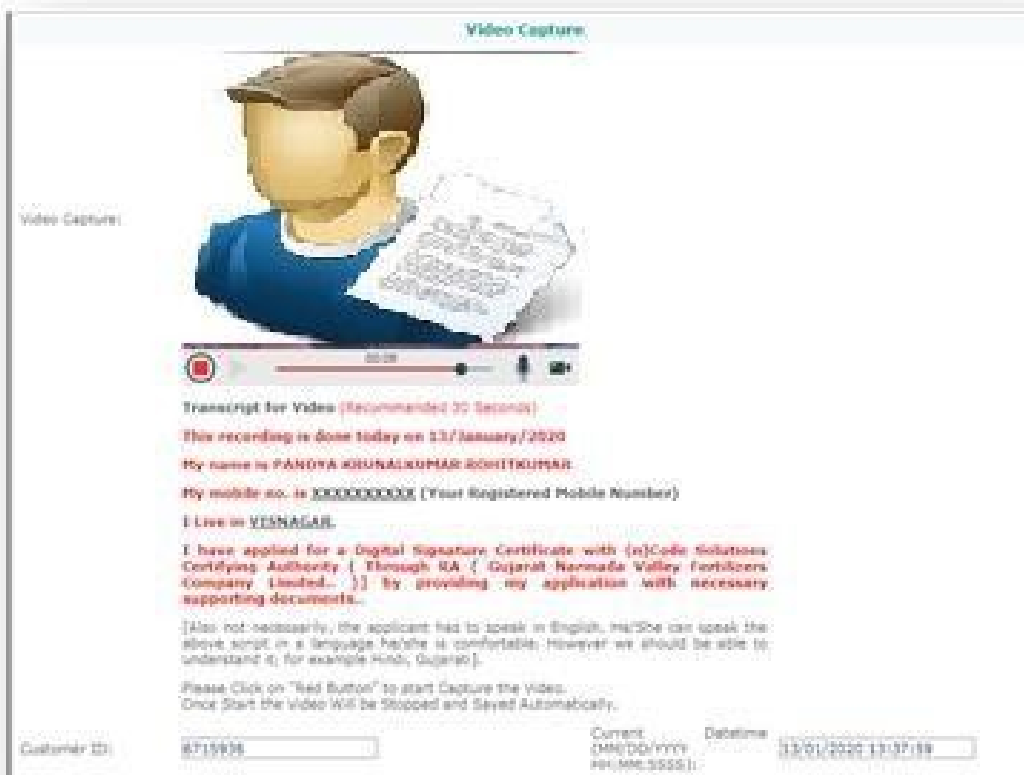 Video Capture
Video Capture:
Transcript for Video (Recommended 30 Seconds)
This recording is done today on 13/January/2020
My name is PANDYA KRUNALKUMAR ROHITKUMAR
My mobile no. is XXXXXXXXXX (Your Registered Mobile Number)
I Live in VISNAGAR.
I have applied for a Digital Signature Certificate with (n)Code Solutions
Certifying Authority ( Through RA ( Gujarat Narmada Valley Fertilizers
Company Limited.. )] by providing my application with necessary
supporting documents..
[Also not necessarily, the applicant has to speak in English, He/She can speak the
above script in a language he/she is comfortable. However we should be able to
understand it, for example Hindi, Gujarati].
Please Click on "Red Button" to start Capture the Video.
Once Start the video Will be Stopped and Saved Automatically.
Customer ID:
6715936
Current Datetime
(MM/DD/YYYY
HH:MM:SSSS):
13/01/2020 13:37:59